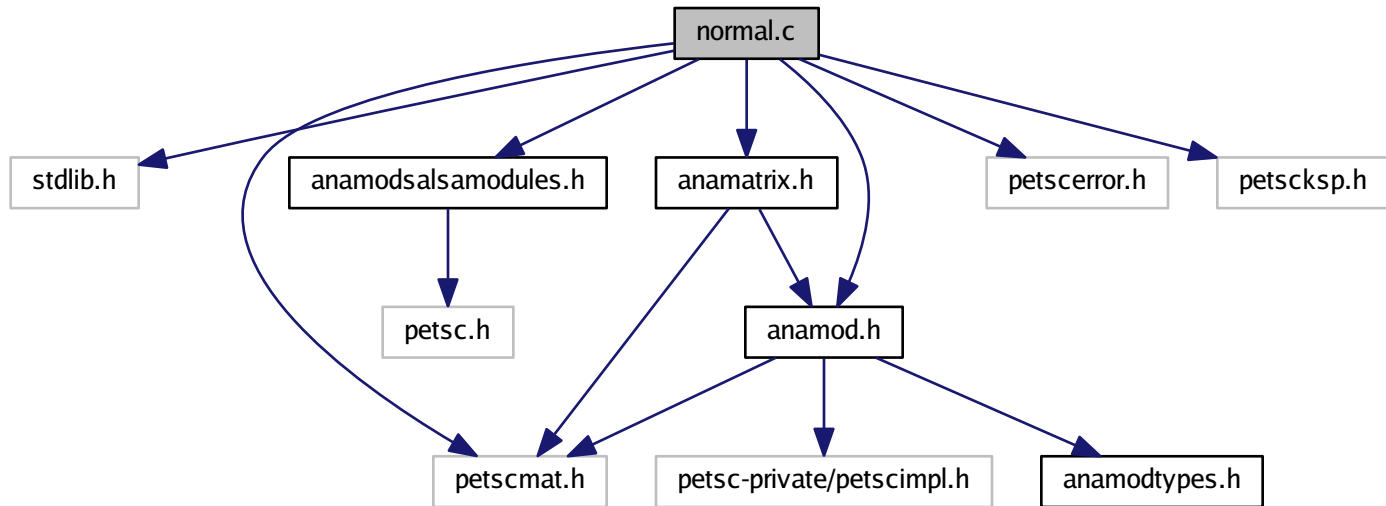 normal.c
stdlib.h
anamodsalsamodules.h
anamatrix.h
petscerror.h
petscksp.h
petsc.h
anamod.h
petscmat.h
petsc-private/petscimpl.h
anamodtypes.h